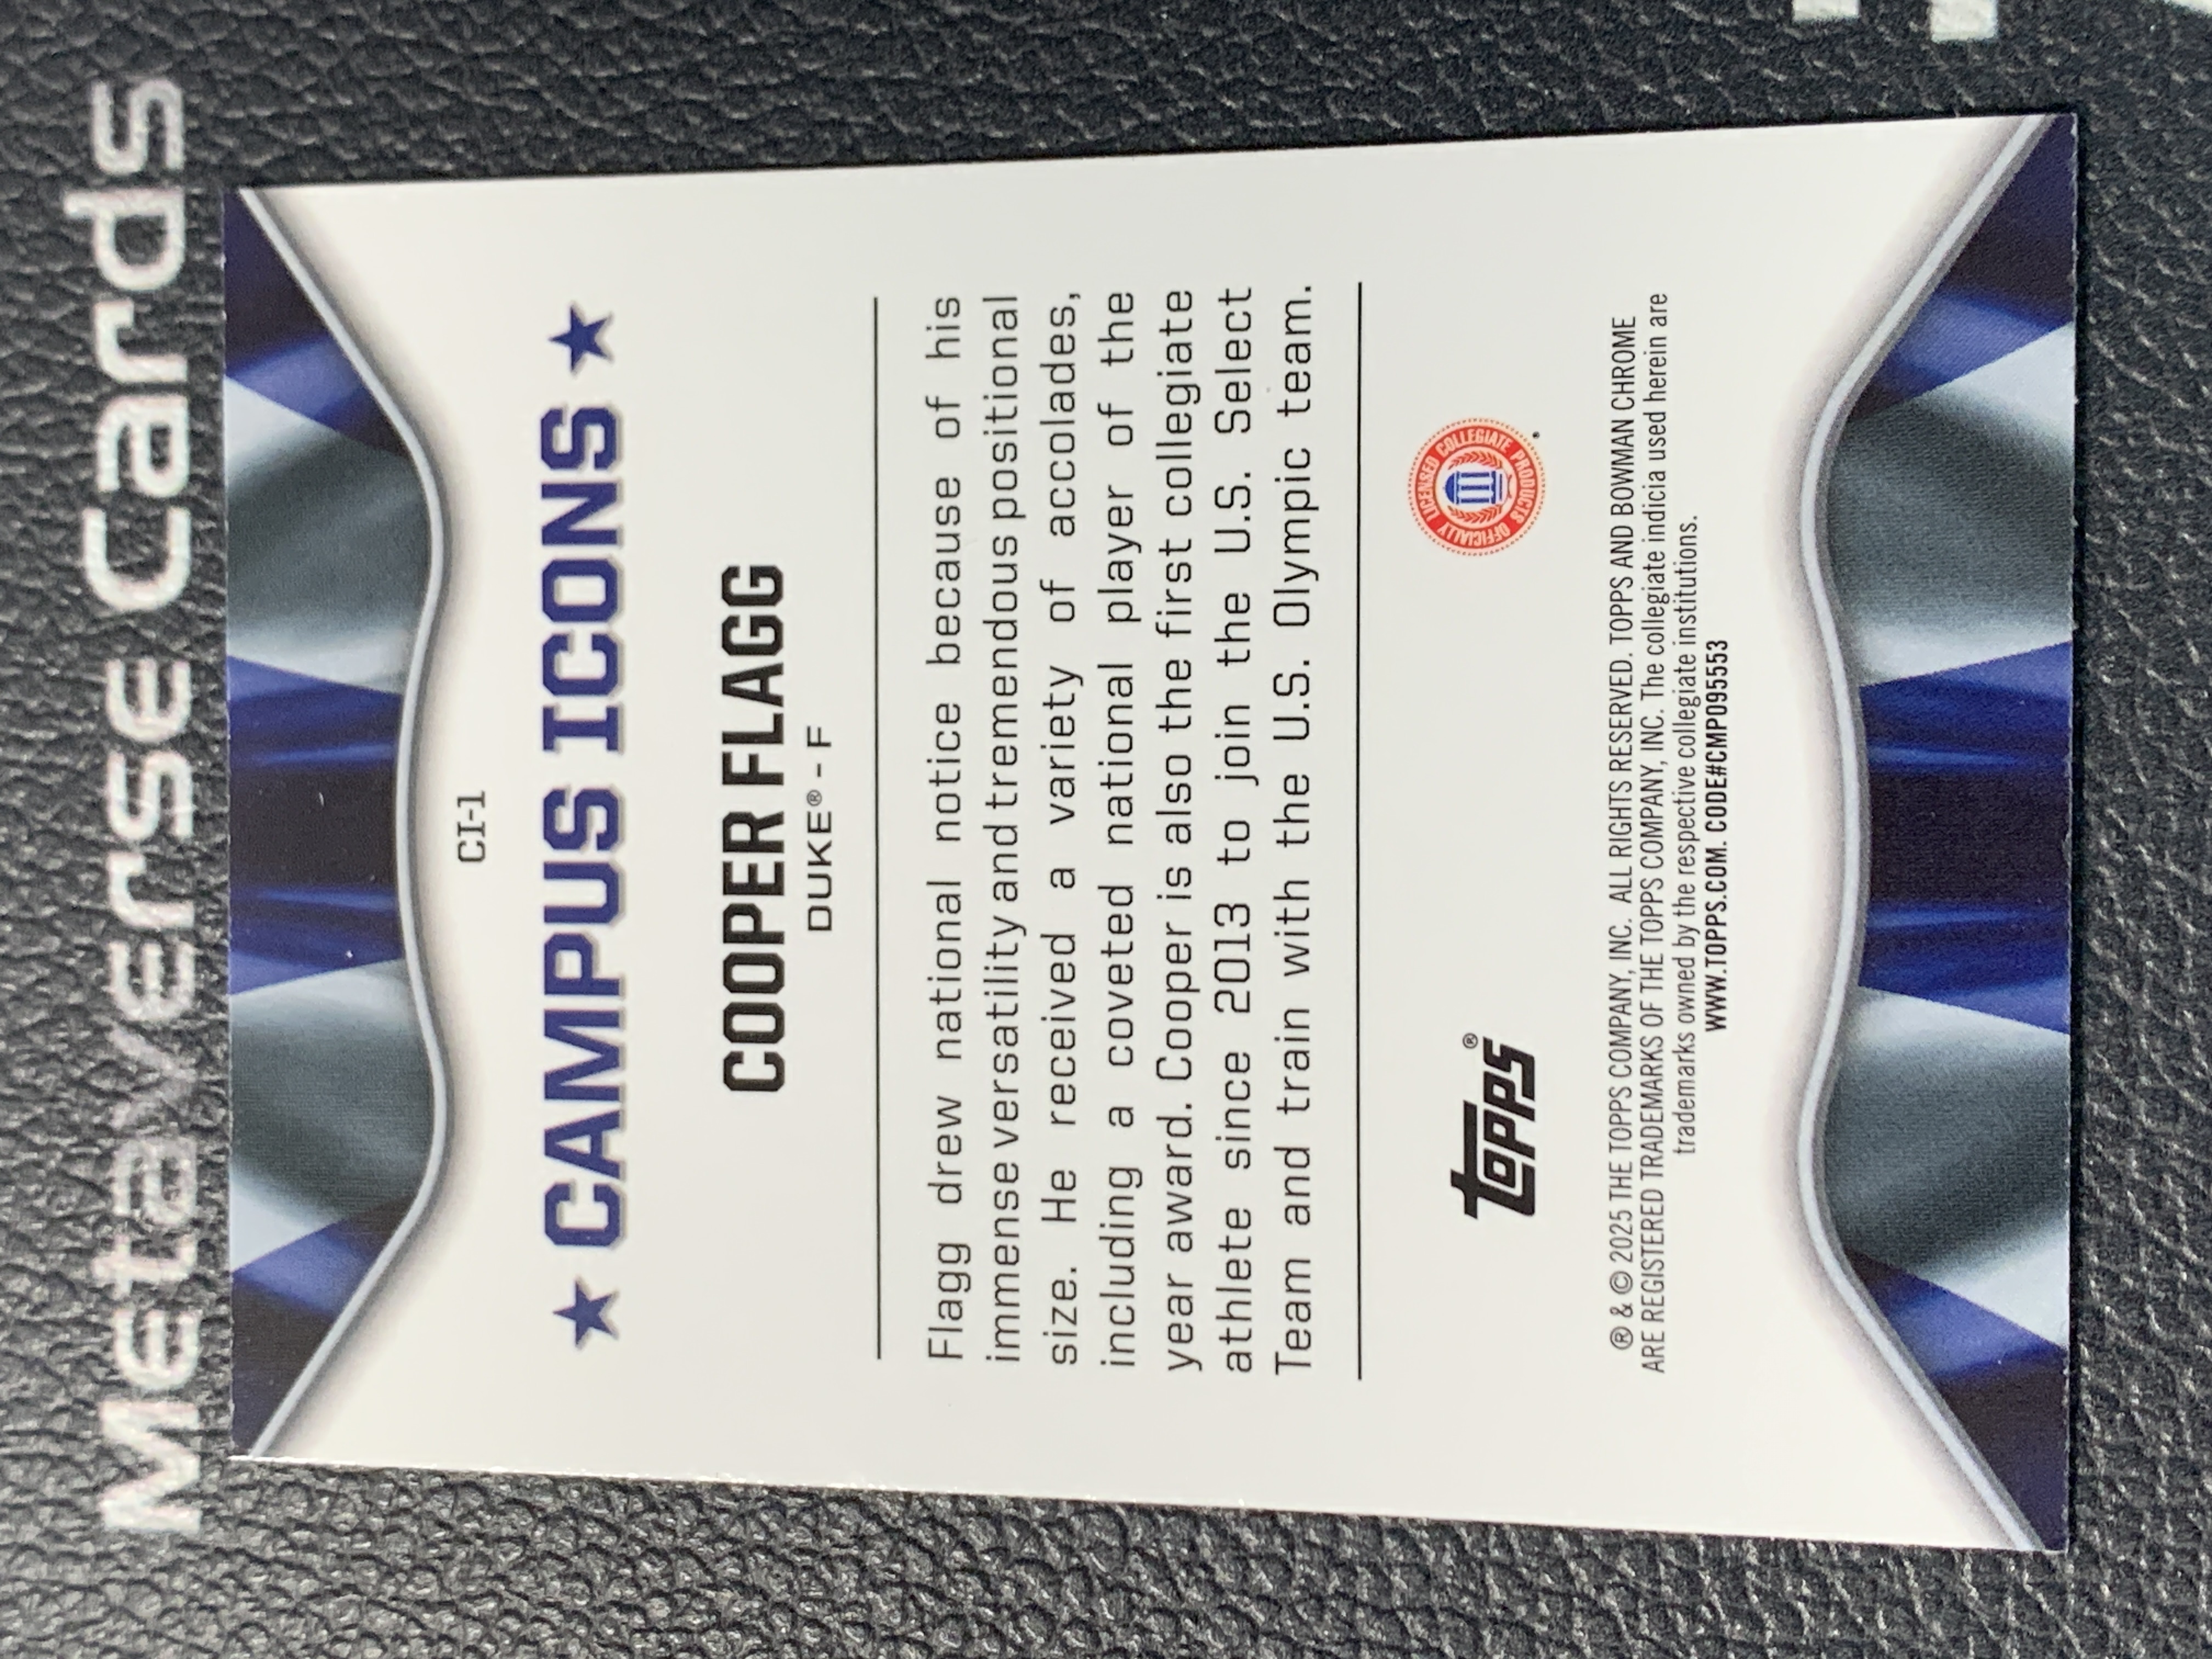 Metaverse Cards
CI-1
★ CAMPUS ICONS ★
COOPER FLAGG
DUKE® - F
Flagg drew national notice because of his
immense versatility and tremendous positional
size. He received a variety of accolades,
including a coveted national player of the
year award. Cooper is also the first collegiate
athlete since 2013 to join the U.S. Select
Team and train with the U.S. Olympic team.
topps®
OFFICIALLY LICENSED COLLEGIATE PRODUCTS
® & © 2025 THE TOPPS COMPANY, INC. ALL RIGHTS RESERVED. TOPPS AND BOWMAN CHROME
ARE REGISTERED TRADEMARKS OF THE TOPPS COMPANY, INC. The collegiate indicia used herein are
trademarks owned by the respective collegiate institutions.
WWW.TOPPS.COM. CODE#CMP095553